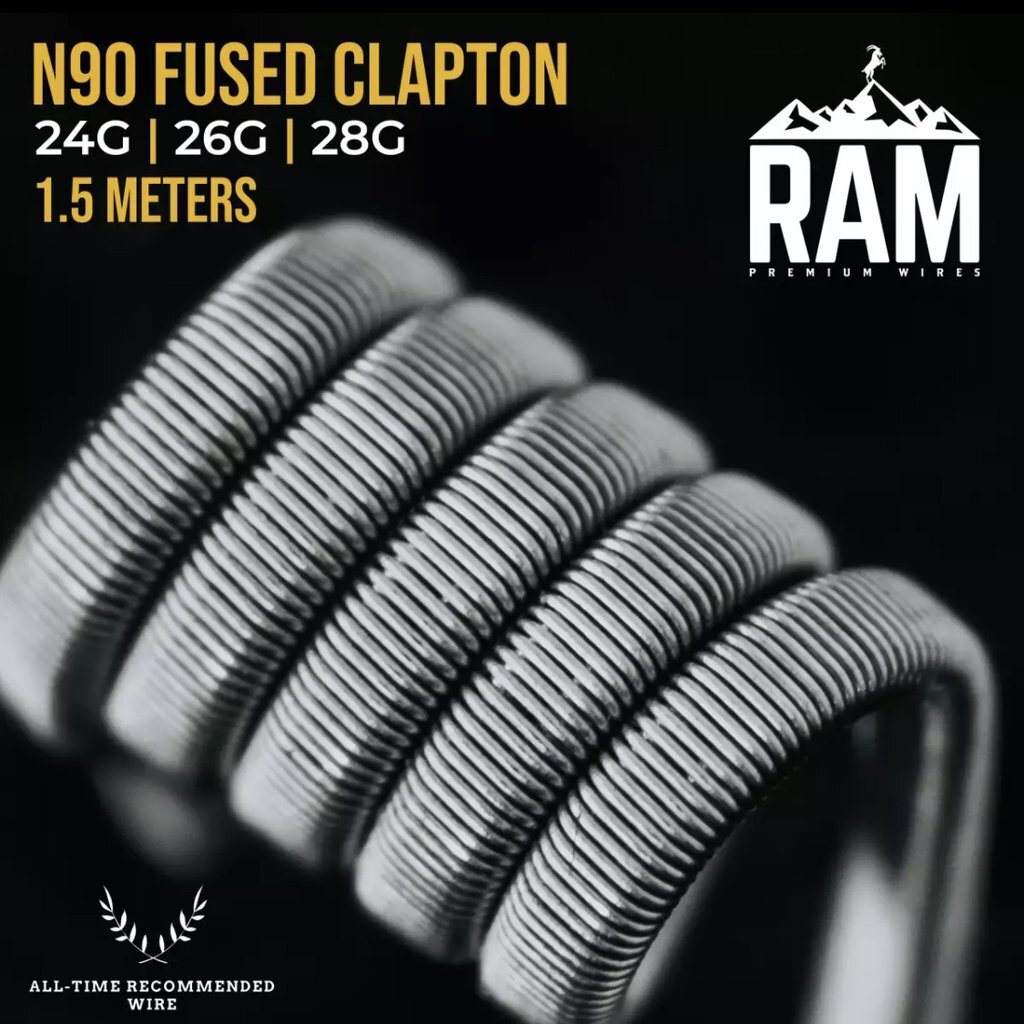 N90 FUSED CLAPTON
24G | 26G | 28G
1.5 METERS
RAM
PREMIUM WIRES
ALL-TIME RECOMMENDED
WIRE